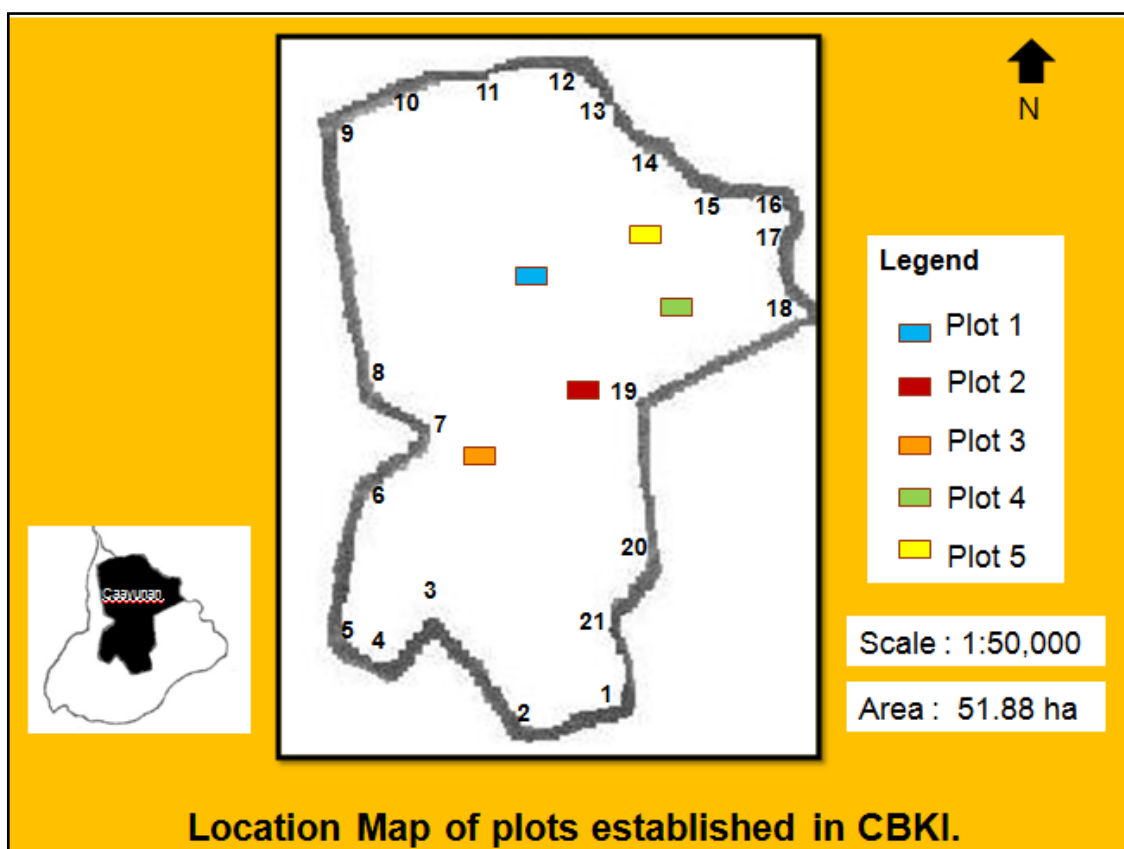 N
12
11
10
13
9
14
15
16
17
18
8
19
7
6
20
3
21
5
4
1
2
Legend
Plot 1
Plot 2
Plot 3
Plot 4
Plot 5
Caayunan
Scale : 1:50,000
Area : 51.88 ha
Location Map of plots established in CBKI.